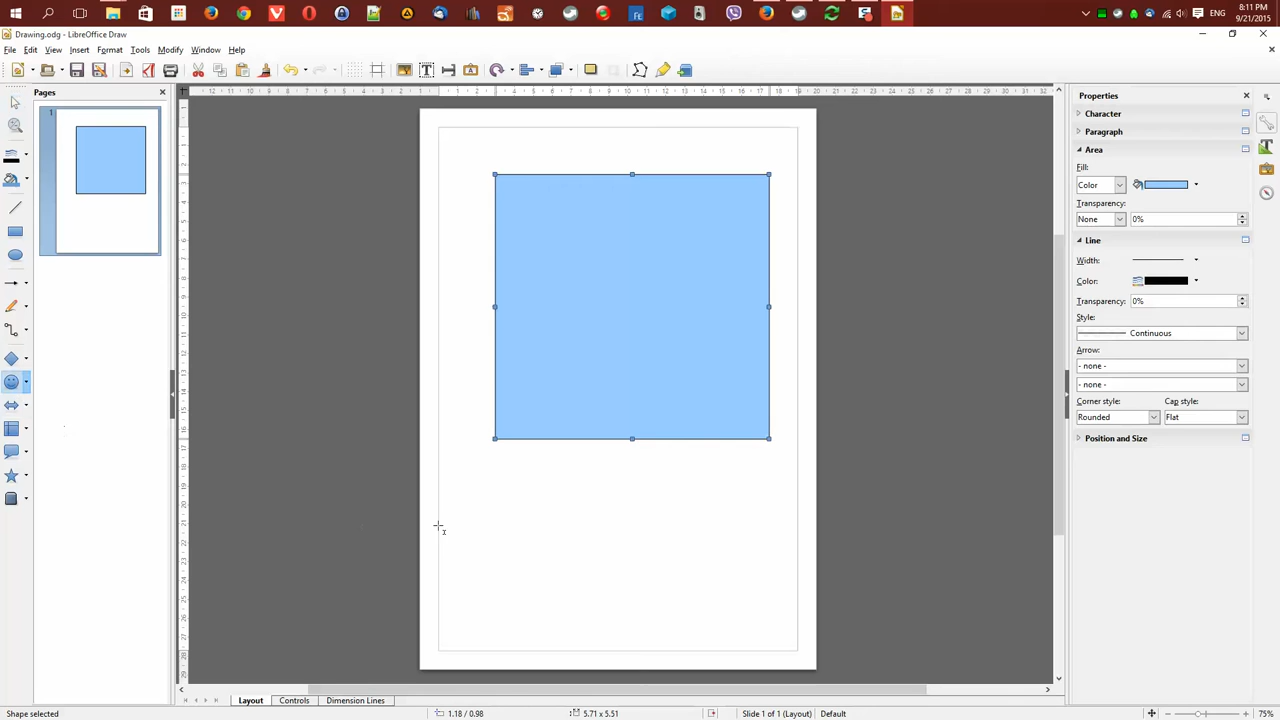 8:11 PM
ENG
9/21/2015
Drawing.odg - LibreOffice Draw
File Edit View Insert Format Tools Modify Window Help
Pages
1
Properties
Character
Paragraph
Area
Fill:
Color
Transparency:
None 0%
Line
Width:
Color:
Transparency: 0%
Style:
Continuous
Arrow:
- none -
- none -
Corner style: Cap style:
Rounded Flat
Position and Size
Layout Controls Dimension Lines
Shape selected 1.18 / 0.98 5.71 x 5.51 Slide 1 of 1 (Layout) Default 75%